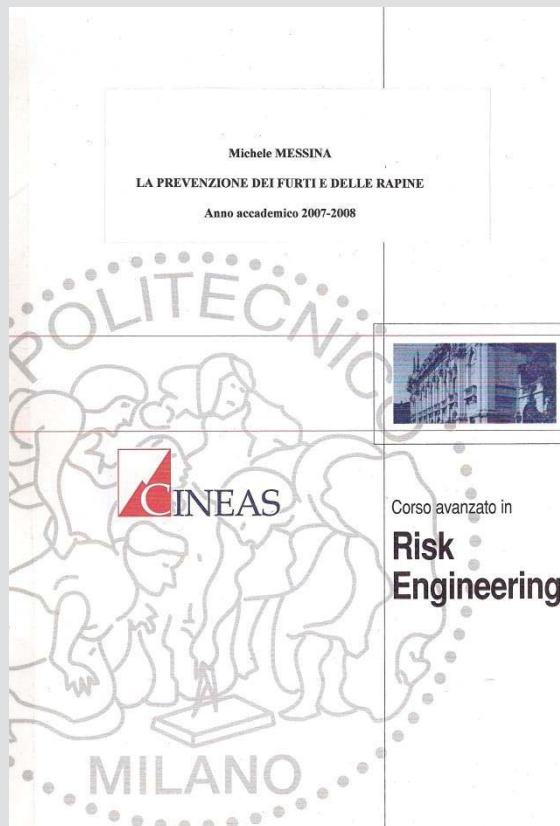 Michele MESSINA
LA PREVENZIONE DEI FURTI E DELLE RAPINE
Anno accademico 2007-2008
POLITECNICO
CINEAS
Corso avanzato in
Risk
Engineering
MILANO